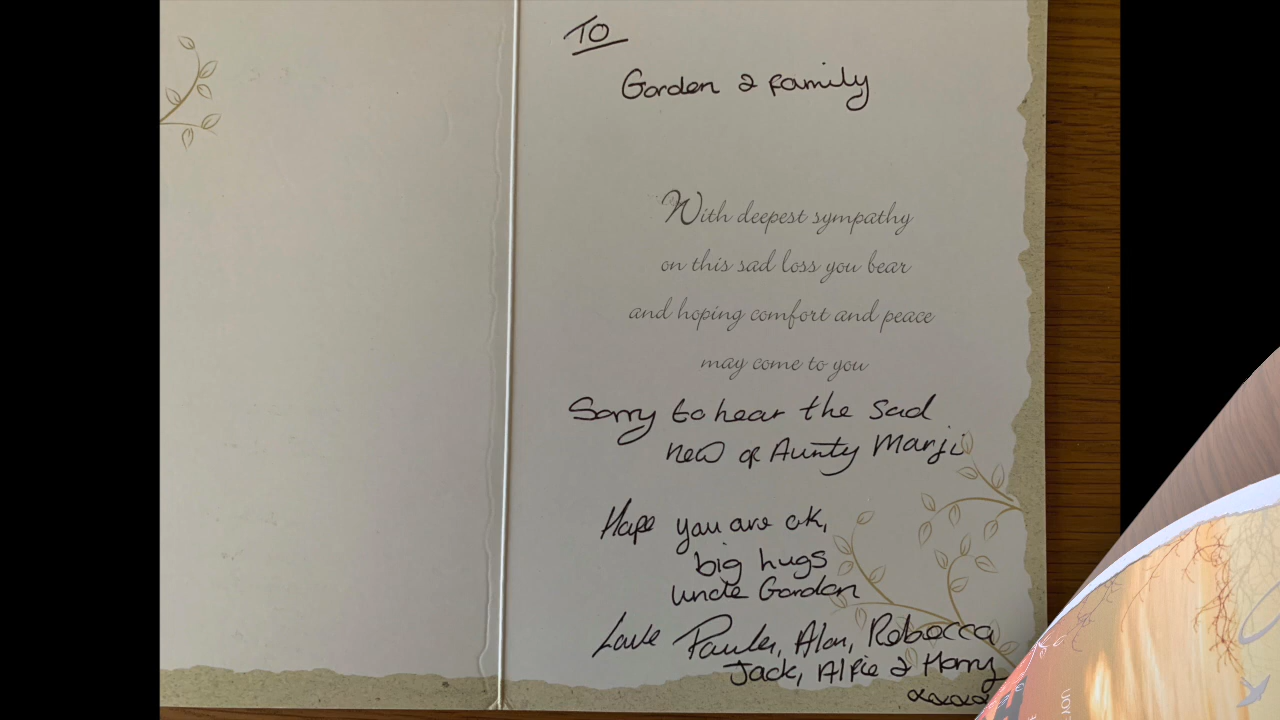 TO
Gorden & family
With deepest sympathy
on this sad loss you bear
and hoping comfort and peace
may come to you
Sorry to hear the sad
new of Aunty Marji
Hope you are ok,
big hugs
uncle Gordon
Love Paula, Alan, Rebecca
Jack, Alfie & Harry
xxxxx